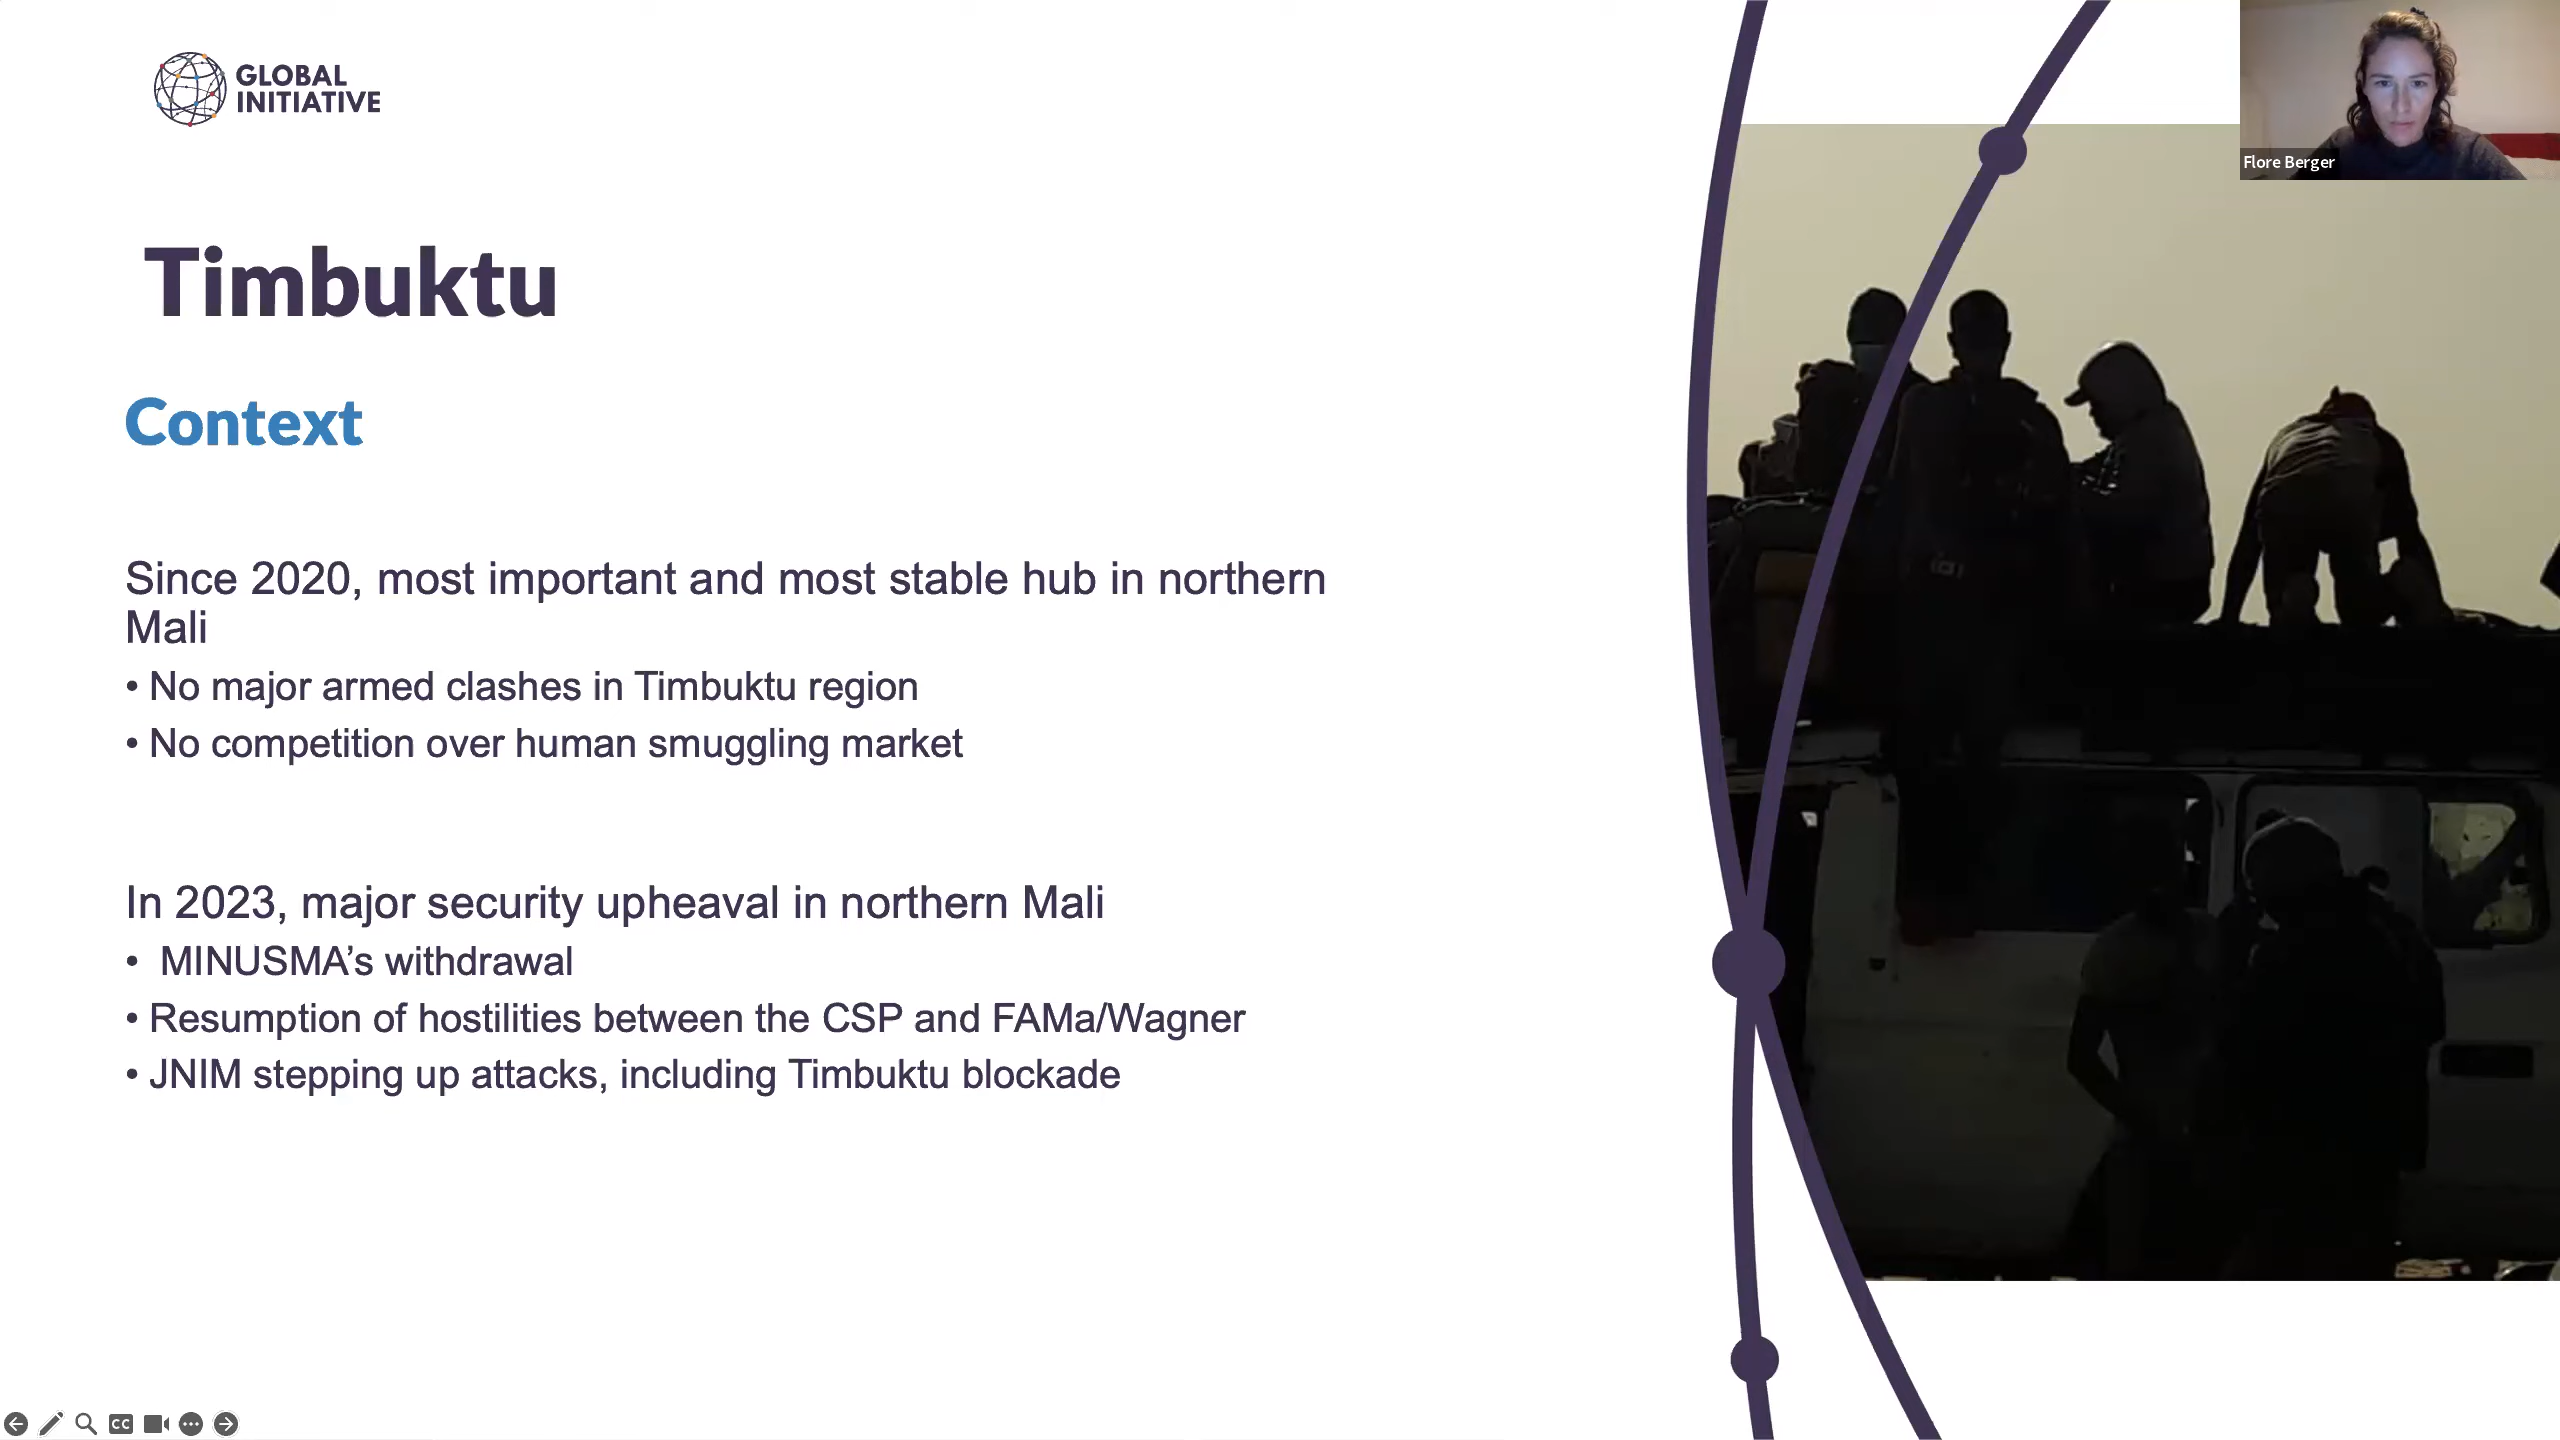 GLOBAL
INITIATIVE
Flore Berger
Timbuktu
Context
Since 2020, most important and most stable hub in northern
Mali
• No major armed clashes in Timbuktu region
• No competition over human smuggling market
In 2023, major security upheaval in northern Mali
• MINUSMA’s withdrawal
• Resumption of hostilities between the CSP and FAMa/Wagner
• JNIM stepping up attacks, including Timbuktu blockade
CC